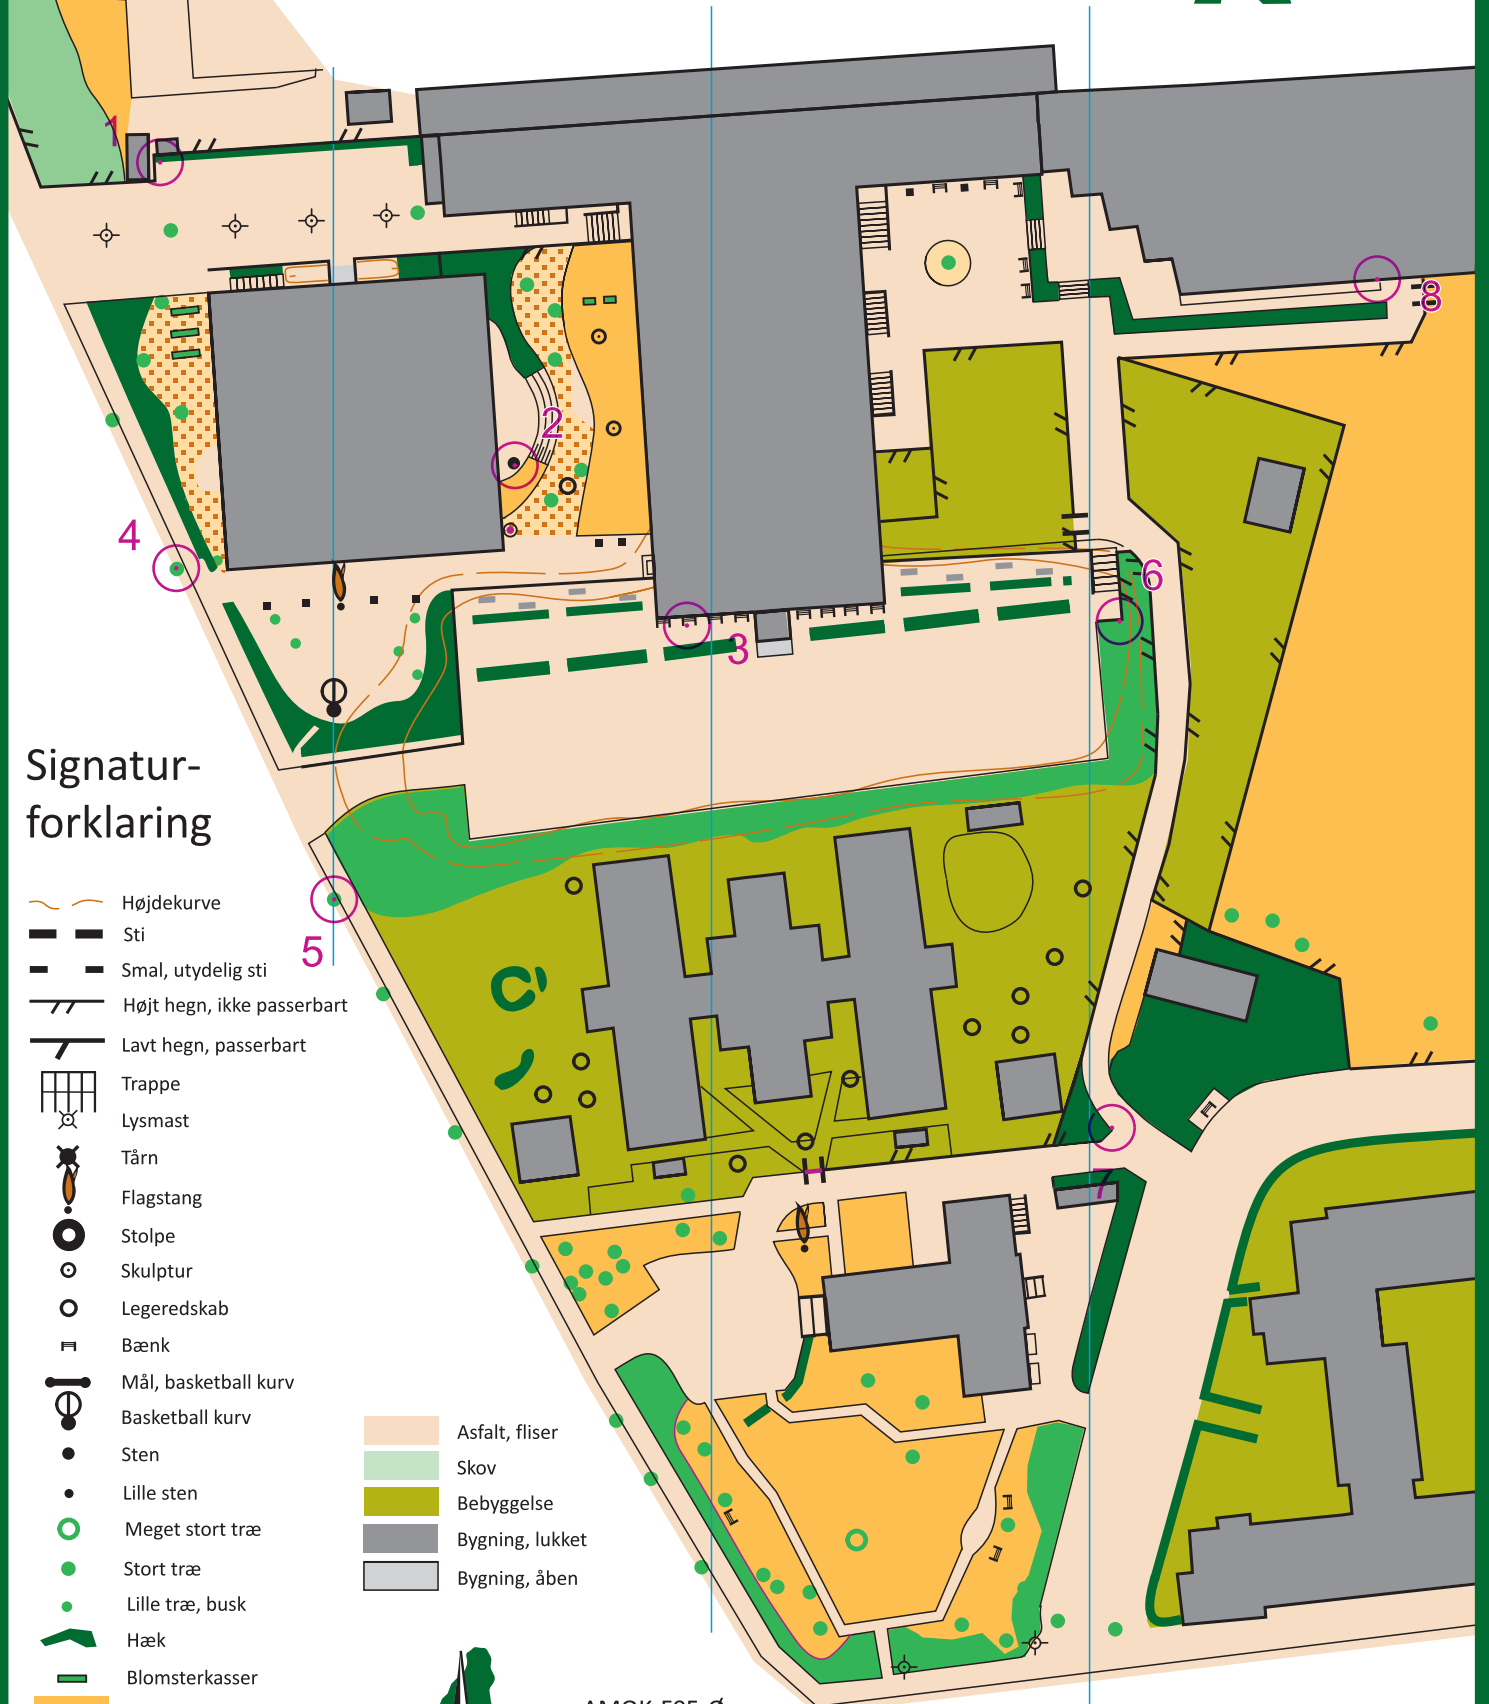 1
2
3
4
5
6
7
8
Signatur-
forklaring
Højdekurve
Sti
Smal, utydelig sti
Højt hegn, ikke passerbart
Lavt hegn, passerbart
Trappe
Lysmast
Tårn
Flagstang
Stolpe
Skulptur
Legeredskab
Bænk
Mål, basketball kurv
Basketball kurv
Sten
Lille sten
Meget stort træ
Stort træ
Lille træ, busk
Hæk
Blomsterkasser
Asfalt, fliser
Skov
Bebyggelse
Bygning, lukket
Bygning, åben